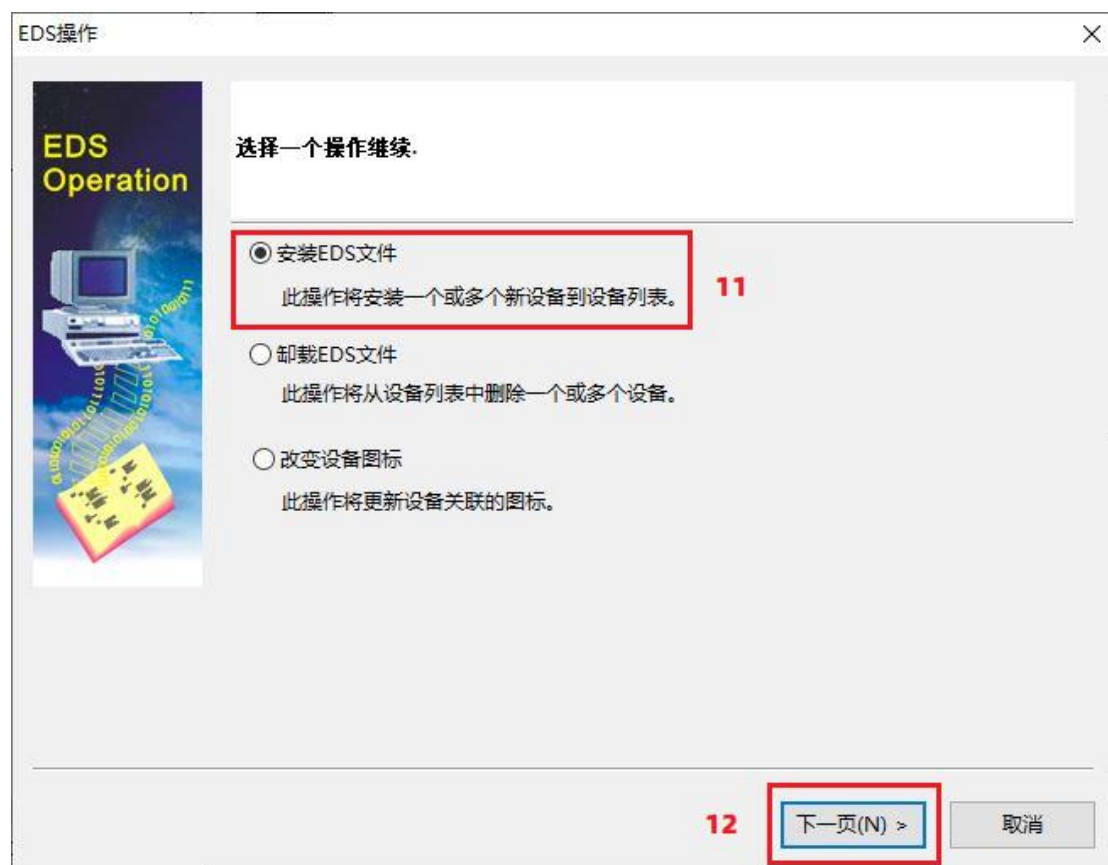 EDS操作
EDS
Operation
选择一个操作继续.
安装EDS文件
此操作将安装一个或多个新设备到设备列表。
11
卸载EDS文件
此操作将从设备列表中删除一个或多个设备。
改变设备图标
此操作将更新设备关联的图标。
12
下一页(N) >
取消